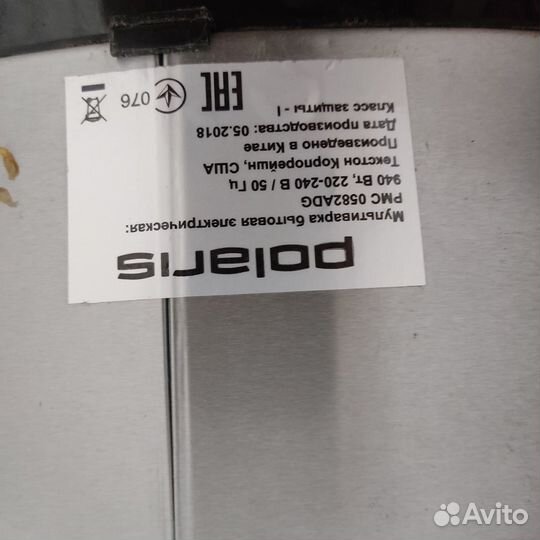 polaris
Мультиварка бытовая электрическая:
PMC 0582ADG
940 Вт, 220-240 В / 50 Гц
Текстон Корпорейшн, США
Произведено в Китае
Дата производства: 05.2018
Класс защиты - I
EAC 076
Avito